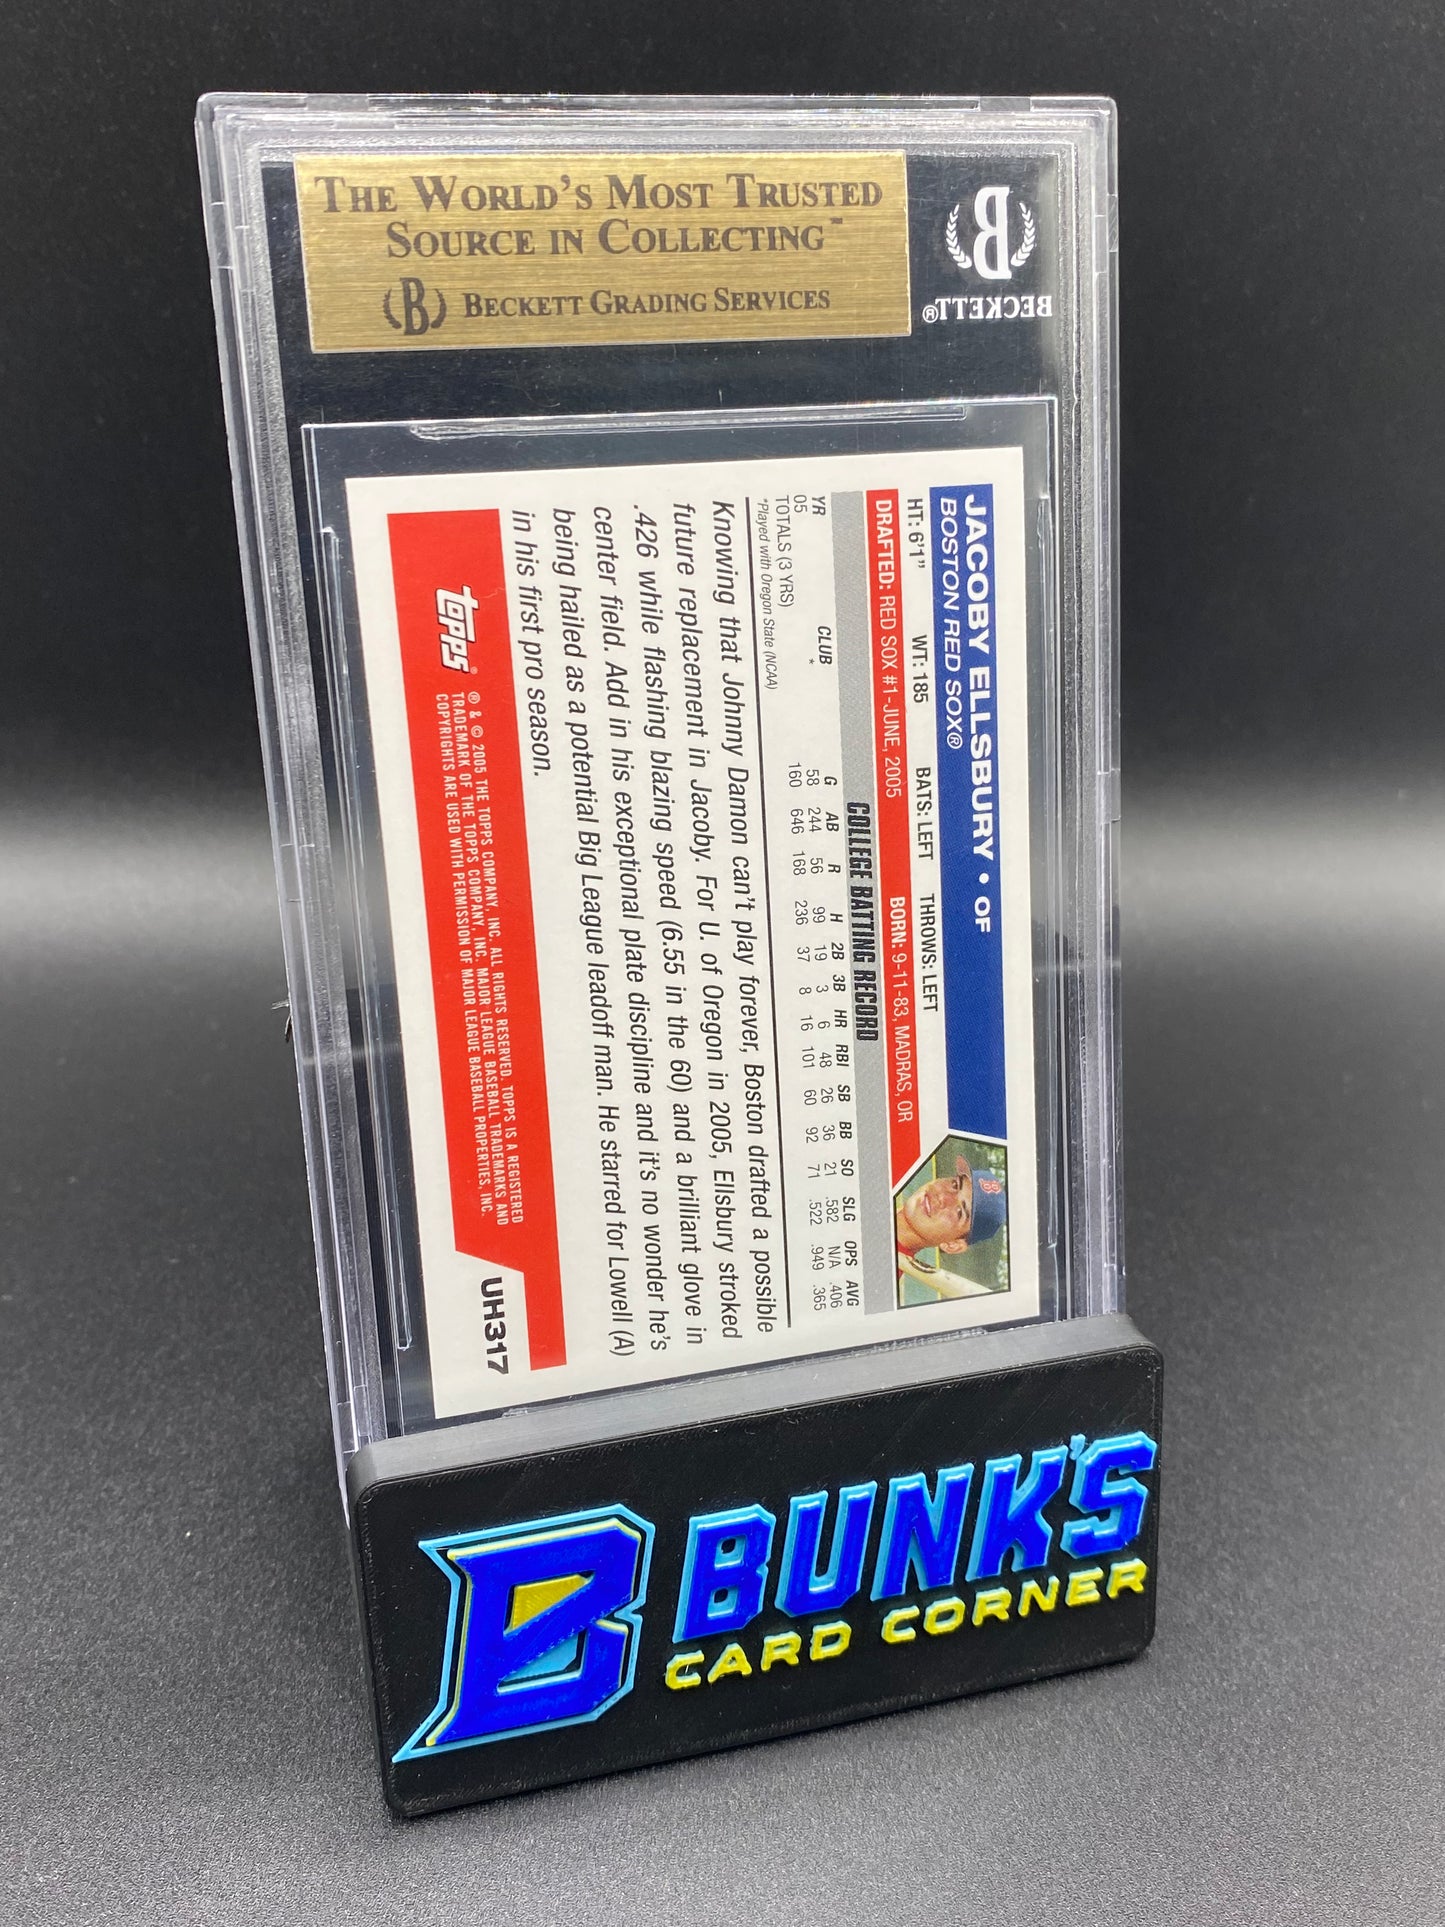 THE WORLD'S MOST TRUSTED
SOURCE IN COLLECTING™
B BECKETT GRADING SERVICES
B
BECKETT®
JACOBY ELLSBURY • OF
BOSTON RED SOX®
HT: 6'1" WT: 185 BATS: LEFT THROWS: LEFT
DRAFTED: RED SOX #1-JUNE, 2005 BORN: 9-11-83, MADRAS, OR
COLLEGE BATTING RECORD
YR CLUB G AB R H 2B 3B HR RBI SB BB SO SLG OPS AVG
05 * 58 244 56 99 19 3 6 48 26 36 21 .582 N/A .406
TOTALS (3 YRS) 160 646 168 236 37 8 16 101 60 92 71 .522 .949 .365
*Played with Oregon State (NCAA)
Knowing that Johnny Damon can't play forever, Boston drafted a possible
future replacement in Jacoby. For U. of Oregon in 2005, Ellsbury stroked
.426 while flashing blazing speed (6.55 in the 60) and a brilliant glove in
center field. Add in his exceptional plate discipline and it's no wonder he's
being hailed as a potential Big League leadoff man. He starred for Lowell (A)
in his first pro season.
topps®
® & © 2005 THE TOPPS COMPANY, INC. ALL RIGHTS RESERVED. TOPPS IS A REGISTERED
TRADEMARK OF THE TOPPS COMPANY, INC. MAJOR LEAGUE BASEBALL TRADEMARKS AND
COPYRIGHTS ARE USED WITH PERMISSION OF MAJOR LEAGUE BASEBALL PROPERTIES, INC.
UH317
B BUNK'S
CARD CORNER